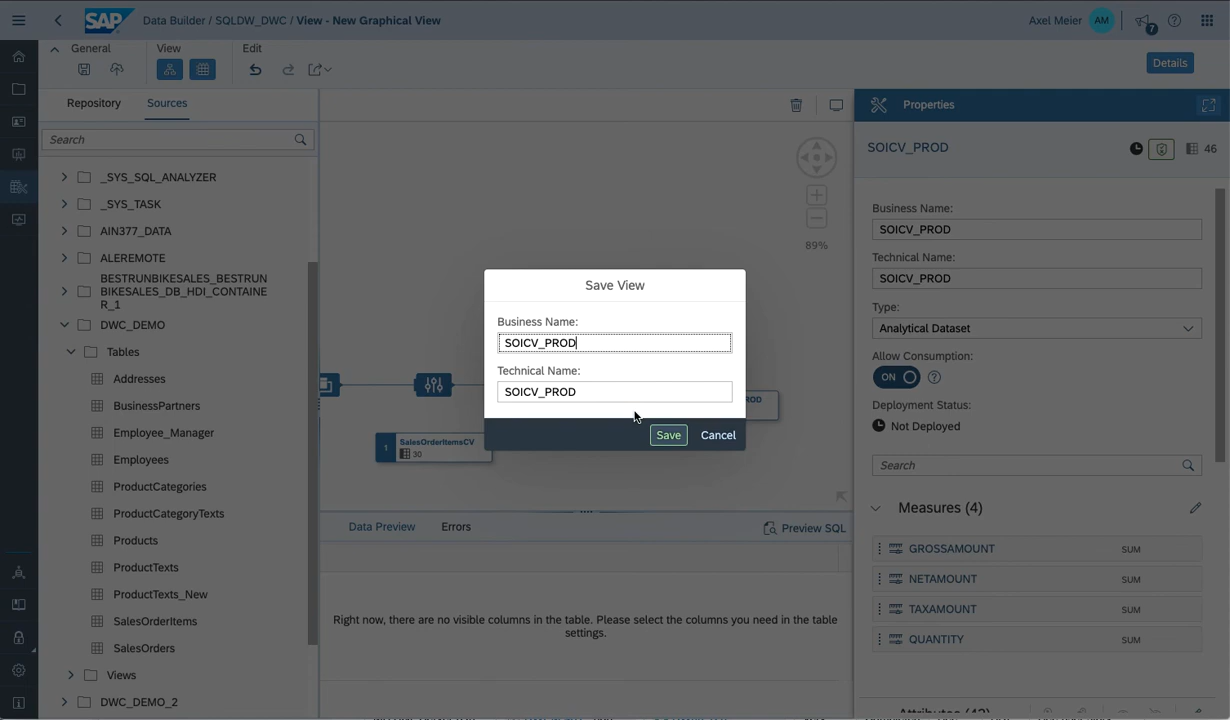 SAP
Data Builder / SQLDW_DWC / View - New Graphical View
Axel Meier
AM
7
General
View
Edit
Details
Repository
Sources
Search
_SYS_SQL_ANALYZER
_SYS_TASK
AIN377_DATA
ALEREMOTE
BESTRUNBIKESALES_BESTRUN
BIKESALES_DB_HDI_CONTAINE
R_1
DWC_DEMO
Tables
Addresses
BusinessPartners
Employee_Manager
Employees
ProductCategories
ProductCategoryTexts
Products
ProductTexts
ProductTexts_New
SalesOrderItems
SalesOrders
Views
DWC_DEMO_2
89%
1
SalesOrderItemsCV
30
Save View
Business Name:
SOICV_PROD
Technical Name:
SOICV_PROD
Save
Cancel
Data Preview
Errors
Preview SQL
Right now, there are no visible columns in the table. Please select the columns you need in the table
settings.
Properties
SOICV_PROD
46
Business Name:
SOICV_PROD
Technical Name:
SOICV_PROD
Type:
Analytical Dataset
Allow Consumption:
ON
Deployment Status:
Not Deployed
Search
Measures (4)
GROSSAMOUNT SUM
NETAMOUNT SUM
TAXAMOUNT SUM
QUANTITY SUM